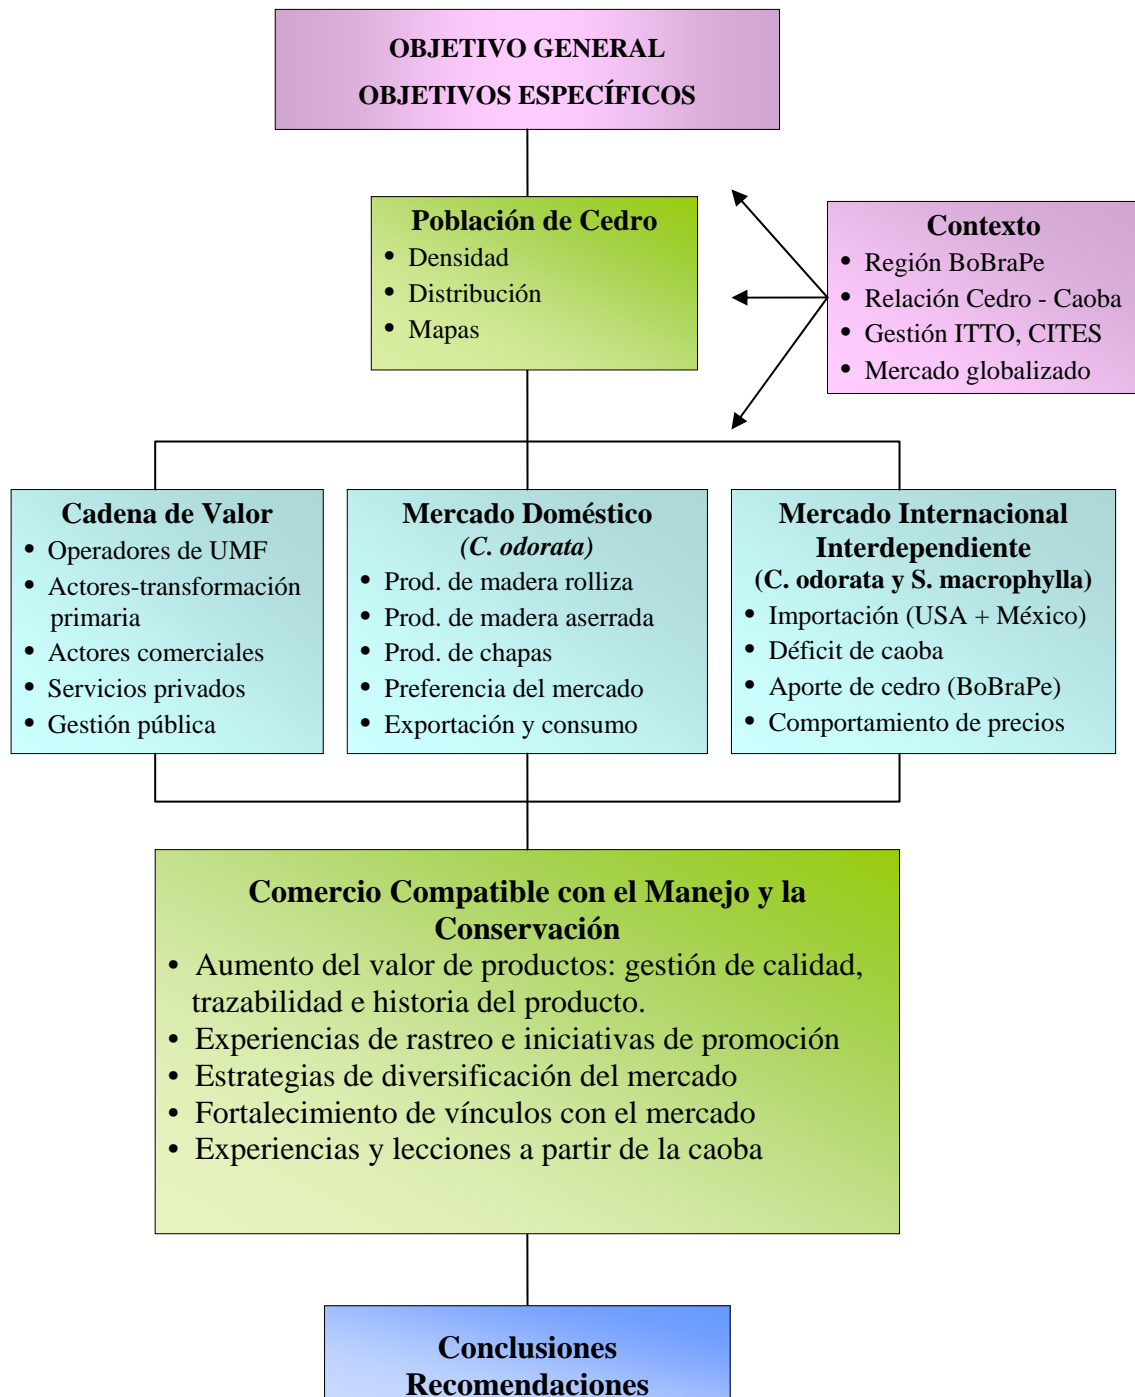 OBJETIVO GENERAL
OBJETIVOS ESPECÍFICOS
Población de Cedro
• Densidad
• Distribución
• Mapas
Contexto
• Región BoBraPe
• Relación Cedro - Caoba
• Gestión ITTO, CITES
• Mercado globalizado
Cadena de Valor
• Operadores de UMF
• Actores-transformación
primaria
• Actores comerciales
• Servicios privados
• Gestión pública
Mercado Doméstico
(C. odorata)
• Prod. de madera rolliza
• Prod. de madera aserrada
• Prod. de chapas
• Preferencia del mercado
• Exportación y consumo
Mercado Internacional
Interdependiente
(C. odorata y S. macrophylla)
• Importación (USA + México)
• Déficit de caoba
• Aporte de cedro (BoBraPe)
• Comportamiento de precios
Comercio Compatible con el Manejo y la
Conservación
• Aumento del valor de productos: gestión de calidad,
trazabilidad e historia del producto.
• Experiencias de rastreo e iniciativas de promoción
• Estrategias de diversificación del mercado
• Fortalecimiento de vínculos con el mercado
• Experiencias y lecciones a partir de la caoba
Conclusiones
Recomendaciones